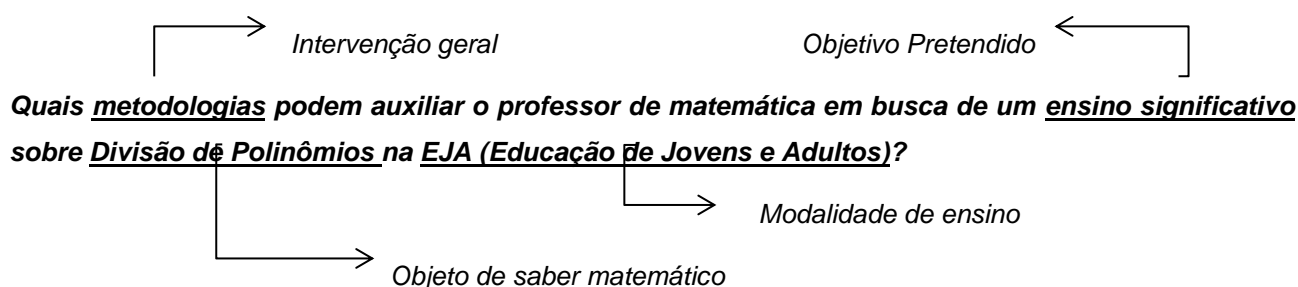 Intervenção geral
Objetivo Pretendido
Quais metodologias podem auxiliar o professor de matemática em busca de um ensino significativo
sobre Divisão de Polinômios na EJA (Educação de Jovens e Adultos)?
Modalidade de ensino
Objeto de saber matemático